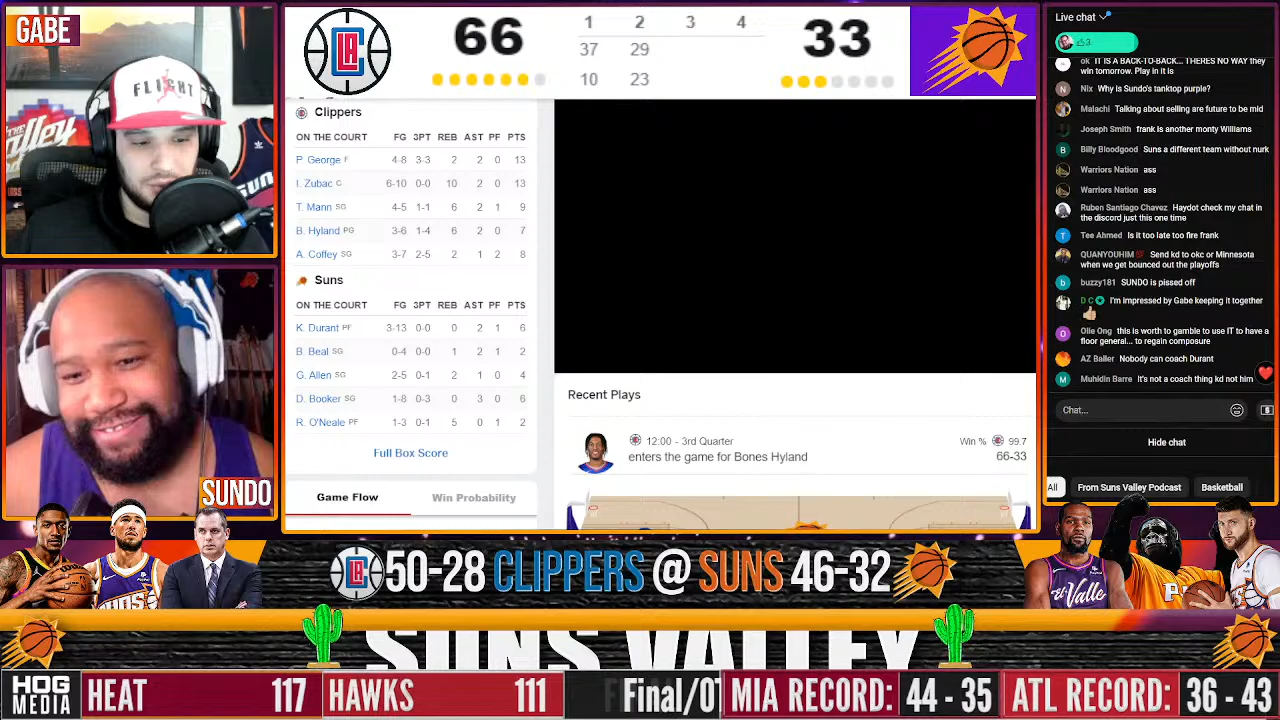 GABE
SUNDO
66
33
1 2 3 4
37 29
10 23
Clippers
ON THE COURT FG 3PT REB AST PF PTS
P. George F 4-8 3-3 2 2 0 13
I. Zubac C 6-10 0-0 10 2 0 13
T. Mann SG 4-5 1-1 6 2 1 9
B. Hyland PG 3-6 1-4 6 2 0 7
A. Coffey SG 3-7 2-5 2 1 2 8
Suns
ON THE COURT FG 3PT REB AST PF PTS
K. Durant PF 3-13 0-0 0 2 1 6
B. Beal SG 0-4 0-0 1 2 1 2
G. Allen SG 2-5 0-1 2 1 0 4
D. Booker SG 1-8 0-3 0 3 0 6
R. O'Neale PF 1-3 0-1 5 0 1 2
Full Box Score
Game Flow Win Probability
Recent Plays
12:00 - 3rd Quarter Win % 99.7
enters the game for Bones Hyland 66-33
Live chat
3
ok IT IS A BACK-TO-BACK... THERES NO WAY they
win tomorrow. Play in it is
Nix Why is Sundo's tanktop purple?
Malachi Talking about selling are future to be mid
Joseph Smith frank is another monty Williams
Billy Bloodgood Suns a different team without nurk
Warriors Nation ass
Warriors Nation ass
Ruben Santiago Chavez Haydot check my chat in
the discord just this one time
Tee Ahmed Is it too late too fire frank
QUANYOUHIM💯 Send kd to okc or Minnesota
when we get bounced out the playoffs
buzzy181 SUNDO is pissed off
D C I'm impressed by Gabe keeping it together
👍🏼
Olie Ong this is worth to gamble to use IT to have a
floor general... to regain composure
AZ Baller Nobody can coach Durant
Muhidin Barre It's not a coach thing kd not him
Chat...
Hide chat
All From Suns Valley Podcast Basketball
50-28 CLIPPERS @ SUNS 46-32
SUNS VALLEY
HOG MEDIA HEAT 117 HAWKS 111 Final/OT MIA RECORD: 44 - 35 ATL RECORD: 36 - 43